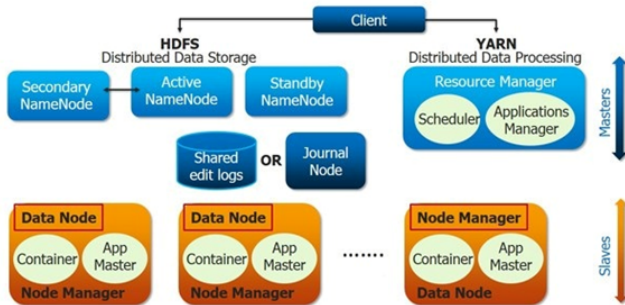 Client
HDFS
Distributed Data Storage
YARN
Distributed Data Processing
Secondary
NameNode
Active
NameNode
Standby
NameNode
Resource Manager
Scheduler
Applications
Manager
Masters
Shared
edit logs
OR
Journal
Node
Data Node
Container
App
Master
Node Manager
Data Node
Container
App
Master
Node Manager
.......
Node Manager
Container
App
Master
Data Node
Slaves